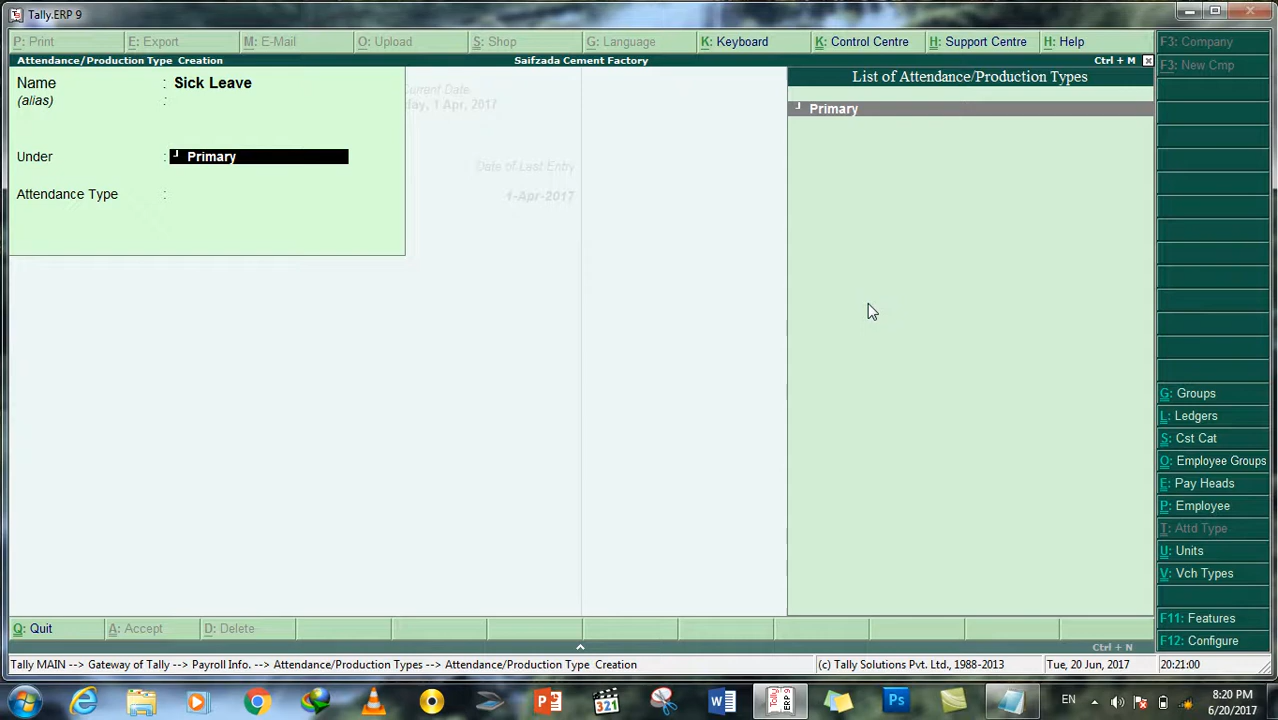 Tally.ERP 9
P: Print E: Export M: E-Mail O: Upload S: Shop G: Language K: Keyboard K: Control Centre H: Support Centre H: Help F3: Company
Attendance/Production Type Creation Saifzada Cement Factory Ctrl + M
F3: New Cmp
Name : Sick Leave
(alias) :
Under : Primary
Attendance Type :
Current Date
day, 1 Apr, 2017
Date of Last Entry
1-Apr-2017
List of Attendance/Production Types
Primary
G: Groups
L: Ledgers
S: Cst Cat
O: Employee Groups
E: Pay Heads
P: Employee
T: Attd Type
U: Units
V: Vch Types
F11: Features
F12: Configure
Q: Quit A: Accept D: Delete
Ctrl + N
Tally MAIN --> Gateway of Tally --> Payroll Info. --> Attendance/Production Types --> Attendance/Production Type Creation (c) Tally Solutions Pvt. Ltd., 1988-2013 Tue, 20 Jun, 2017 20:21:00
EN 8:20 PM
6/20/2017